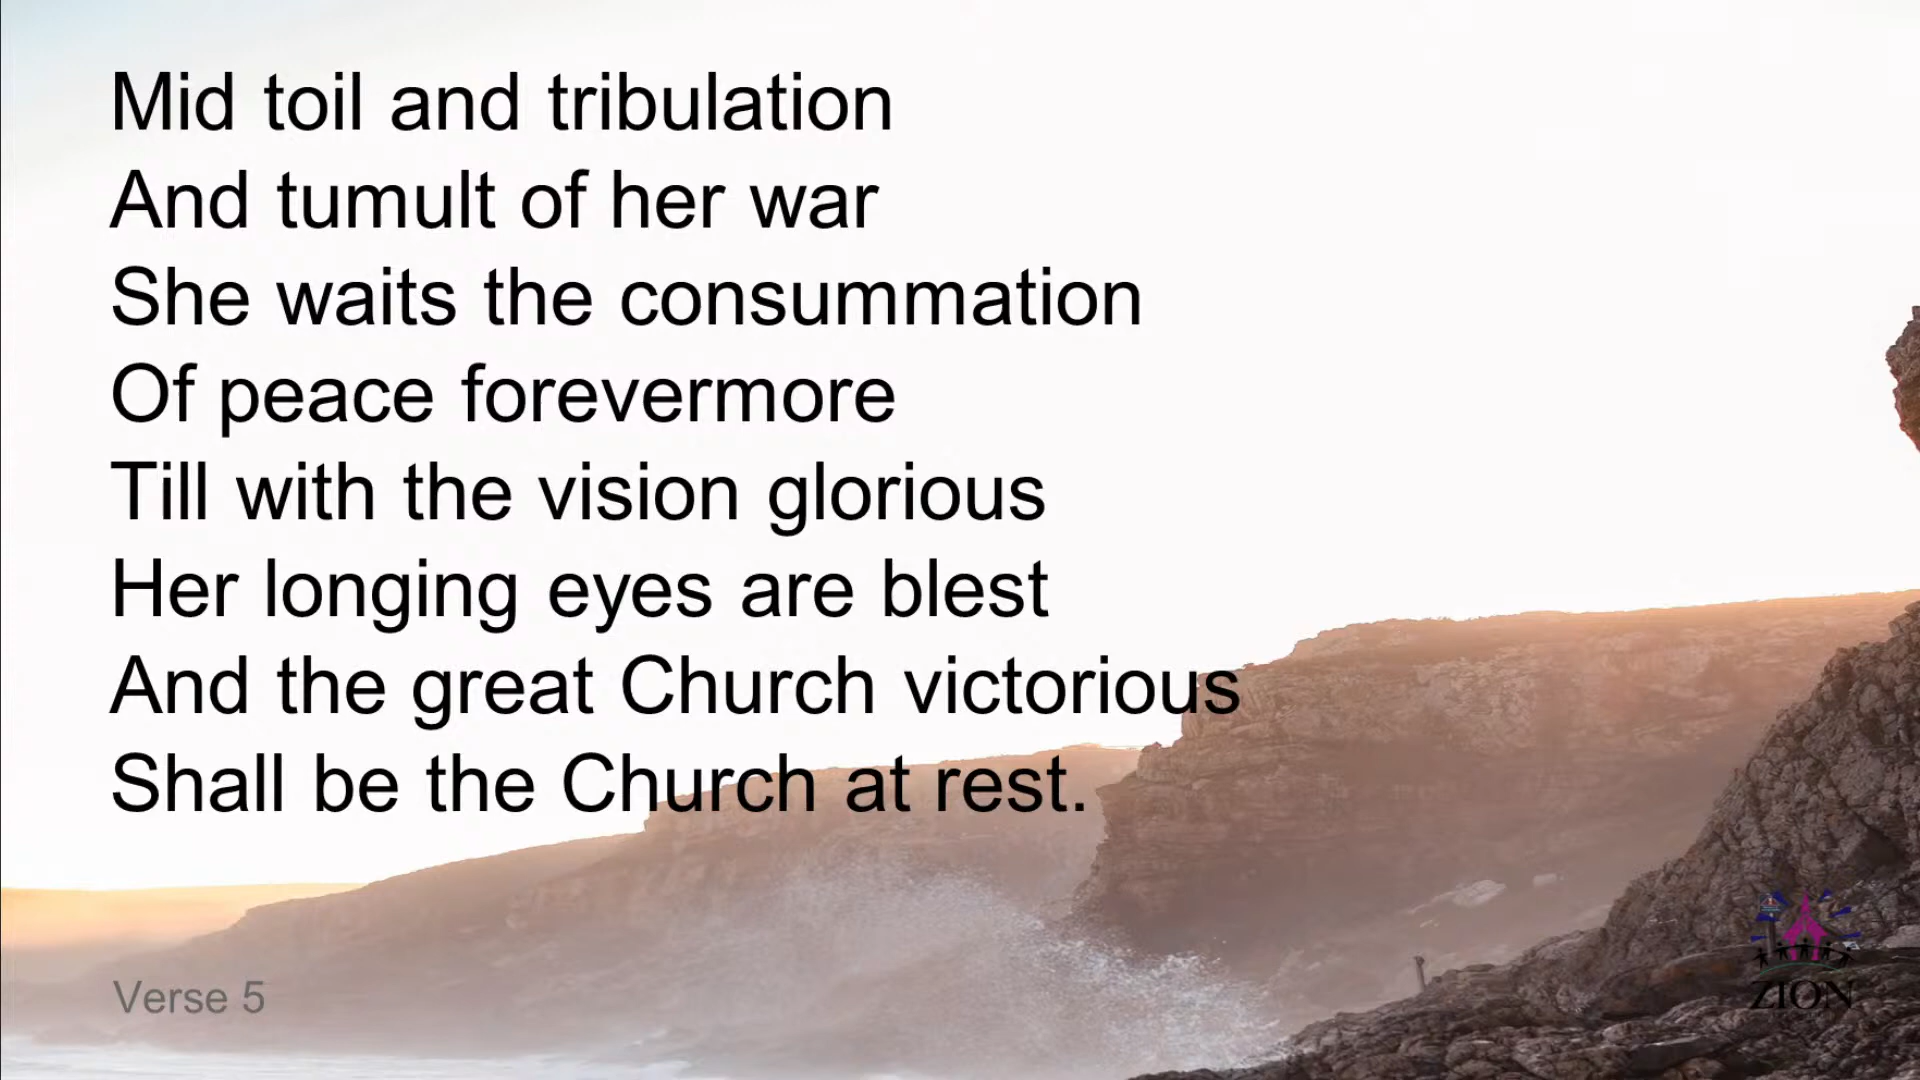 Mid toil and tribulation
And tumult of her war
She waits the consummation
Of peace forevermore
Till with the vision glorious
Her longing eyes are blest
And the great Church victorious
Shall be the Church at rest.
Verse 5
ZION